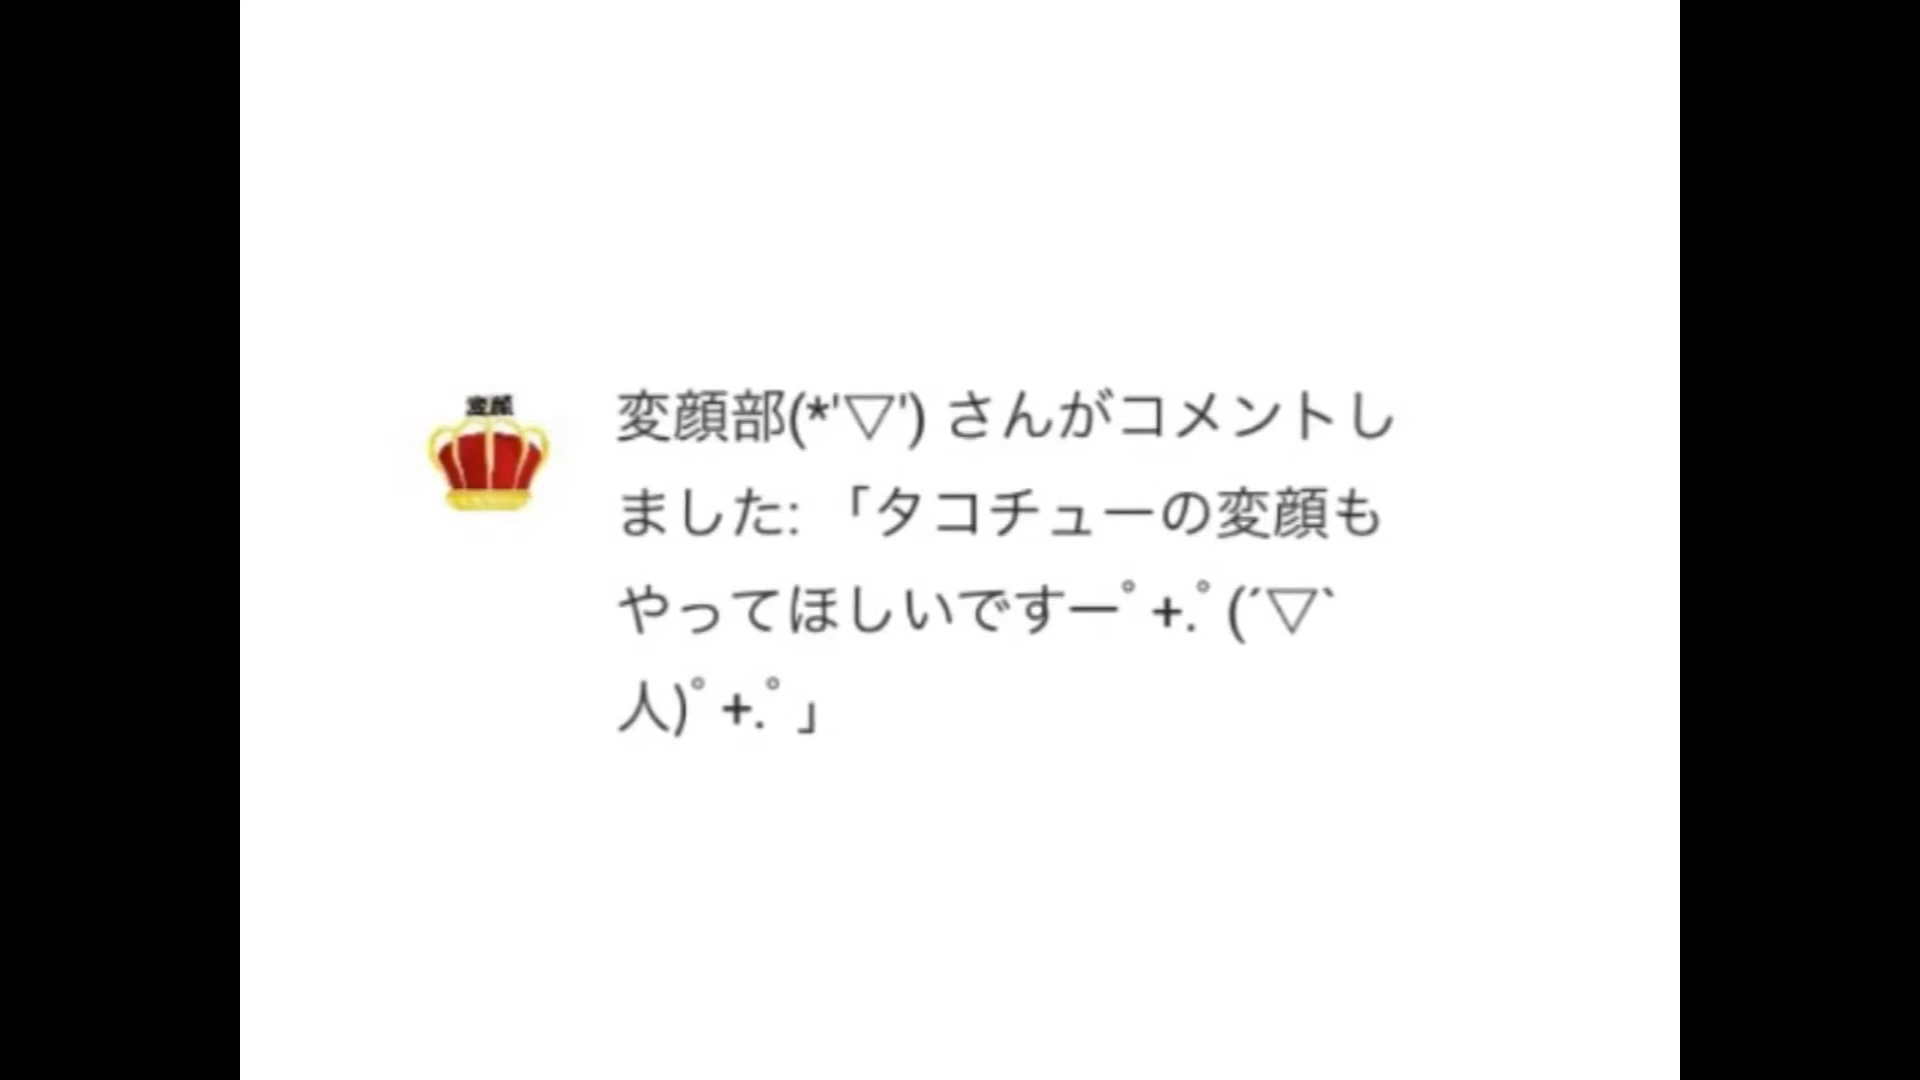 変顔
変顔部(*'▽') さんがコメントし
ました: 「タコチューの変顔も
やってほしいですーﾟ+.ﾟ(´▽`
人)ﾟ+.ﾟ」